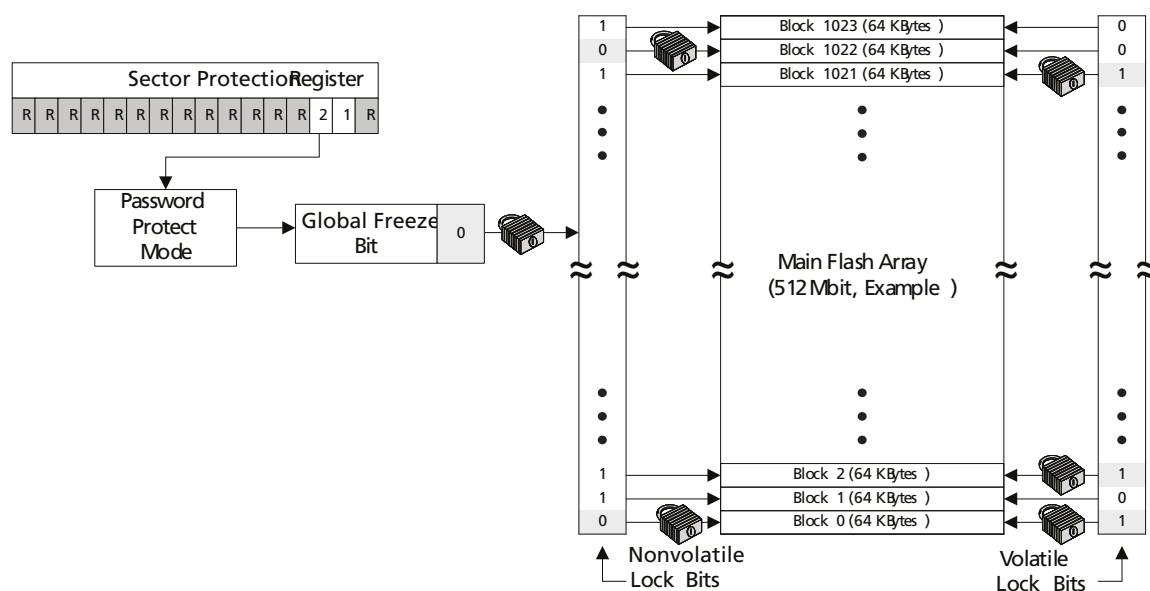 1 Block 1023 (64 KBytes ) 0
0 Block 1022 (64 KBytes ) 0
1 Block 1021 (64 KBytes ) 1
Sector Protection Register
R R R R R R R R R R R R R 2 1 R
Password
Protect
Mode
Global Freeze
Bit
0
Main Flash Array
(512 Mbit, Example )
1 Block 2 (64 KBytes ) 1
1 Block 1 (64 KBytes ) 0
0 Block 0 (64 KBytes ) 1
Nonvolatile
Lock Bits
Volatile
Lock Bits